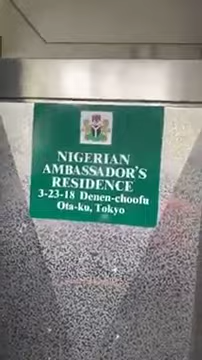 NIGERIAN
AMBASSADOR'S
RESIDENCE
3-23-18 Denen-choofu
Ota-ku, Tokyo